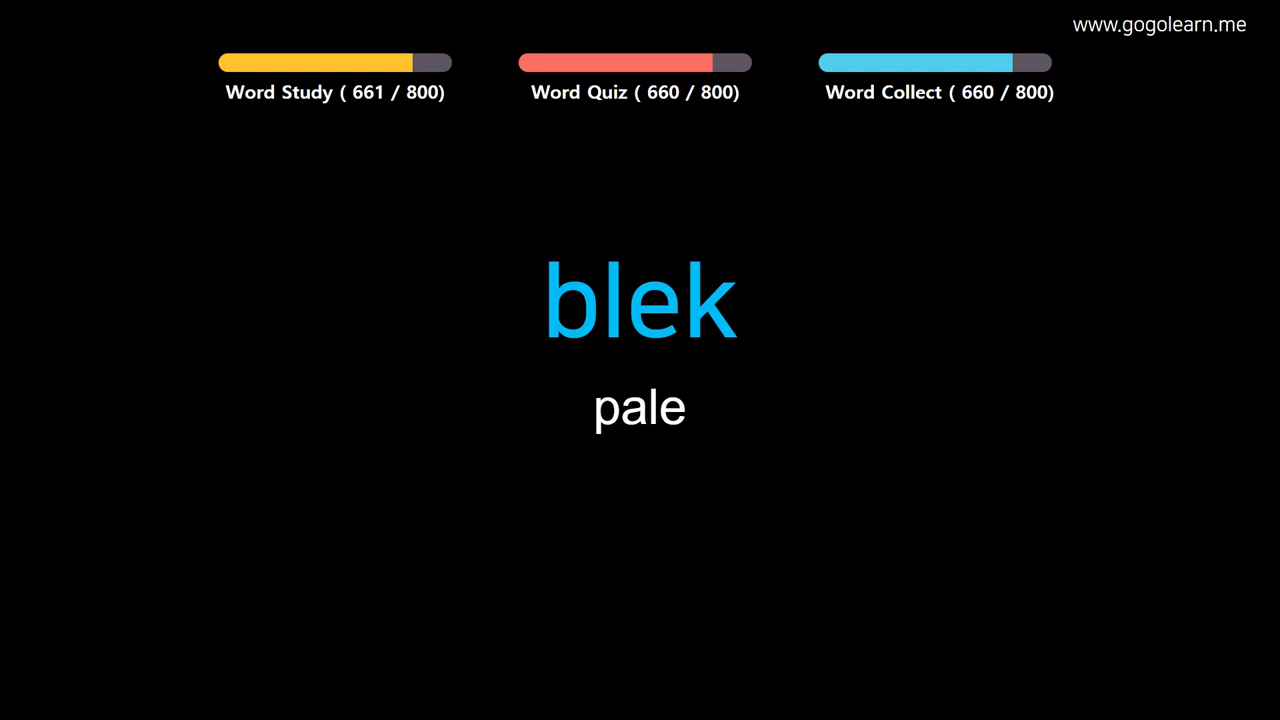 www.gogolearn.me
Word Study ( 661 / 800)
Word Quiz ( 660 / 800)
Word Collect ( 660 / 800)
blek
pale